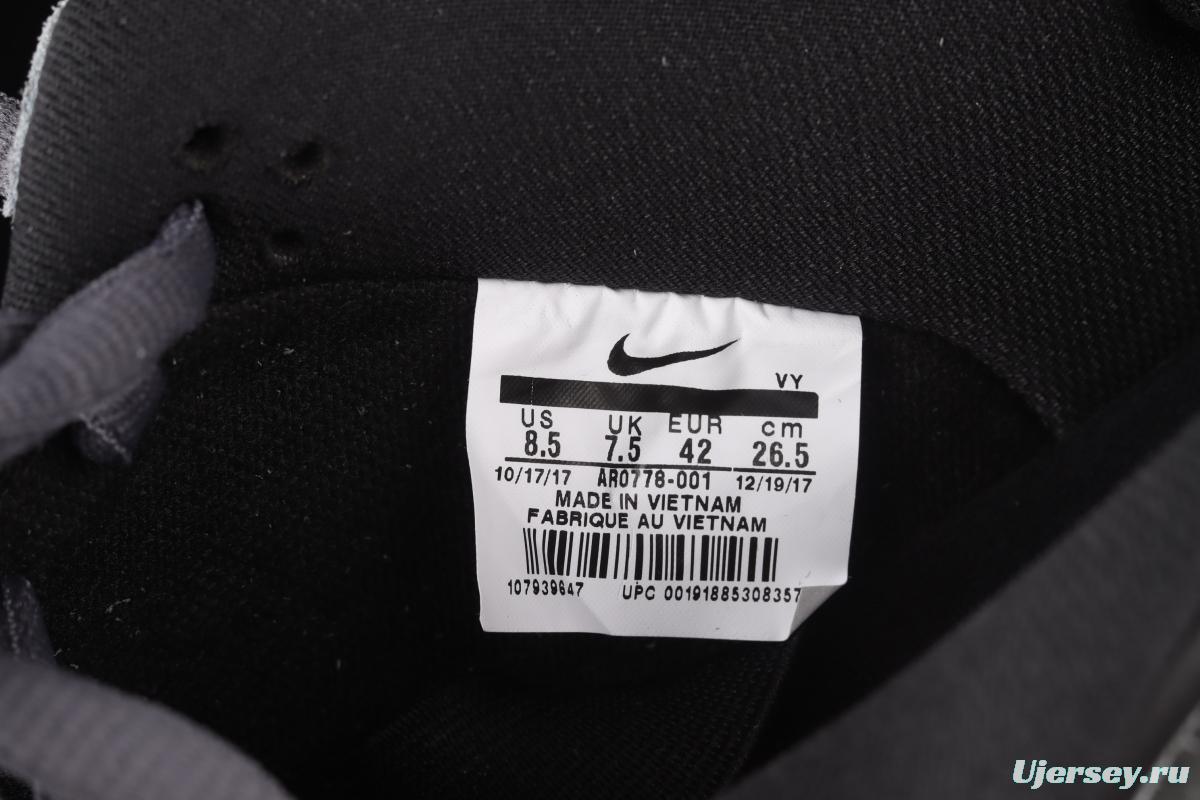 VY
US UK EUR cm
8.5 7.5 42 26.5
10/17/17 AR0778-001 12/19/17
MADE IN VIETNAM
FABRIQUE AU VIETNAM
107939647 UPC 00191885308357
Ujersey.ru